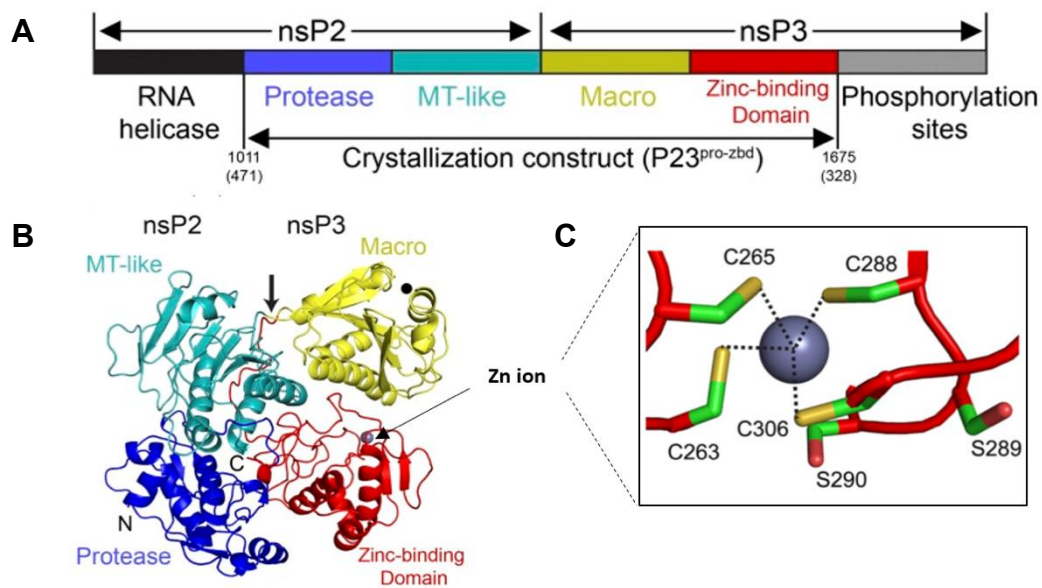 A
nsP2
nsP3
RNA
helicase
Protease
MT-like
Macro
Zinc-binding
Domain
Phosphorylation
sites
1011
(471)
Crystallization construct (P23pro-zbd)
1675
(328)
B
nsP2
nsP3
MT-like
Macro
Zn ion
C
N
Protease
Zinc-binding
Domain
C
C265
C288
C263
C306
S290
S289